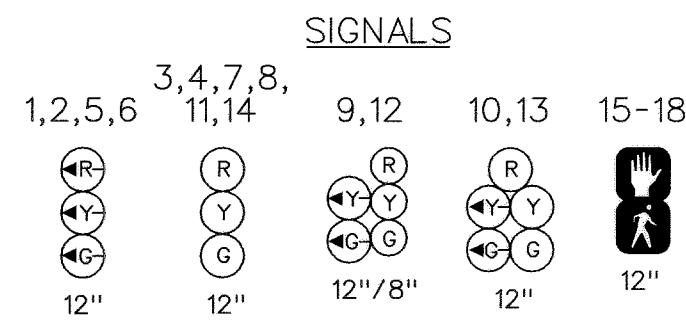 SIGNALS
3,4,7,8,
1,2,5,6 11,14 9,12 10,13 15-18
R R R R
Y Y Y Y Y Y
G G G G G G
12" 12" 12"/8" 12" 12"